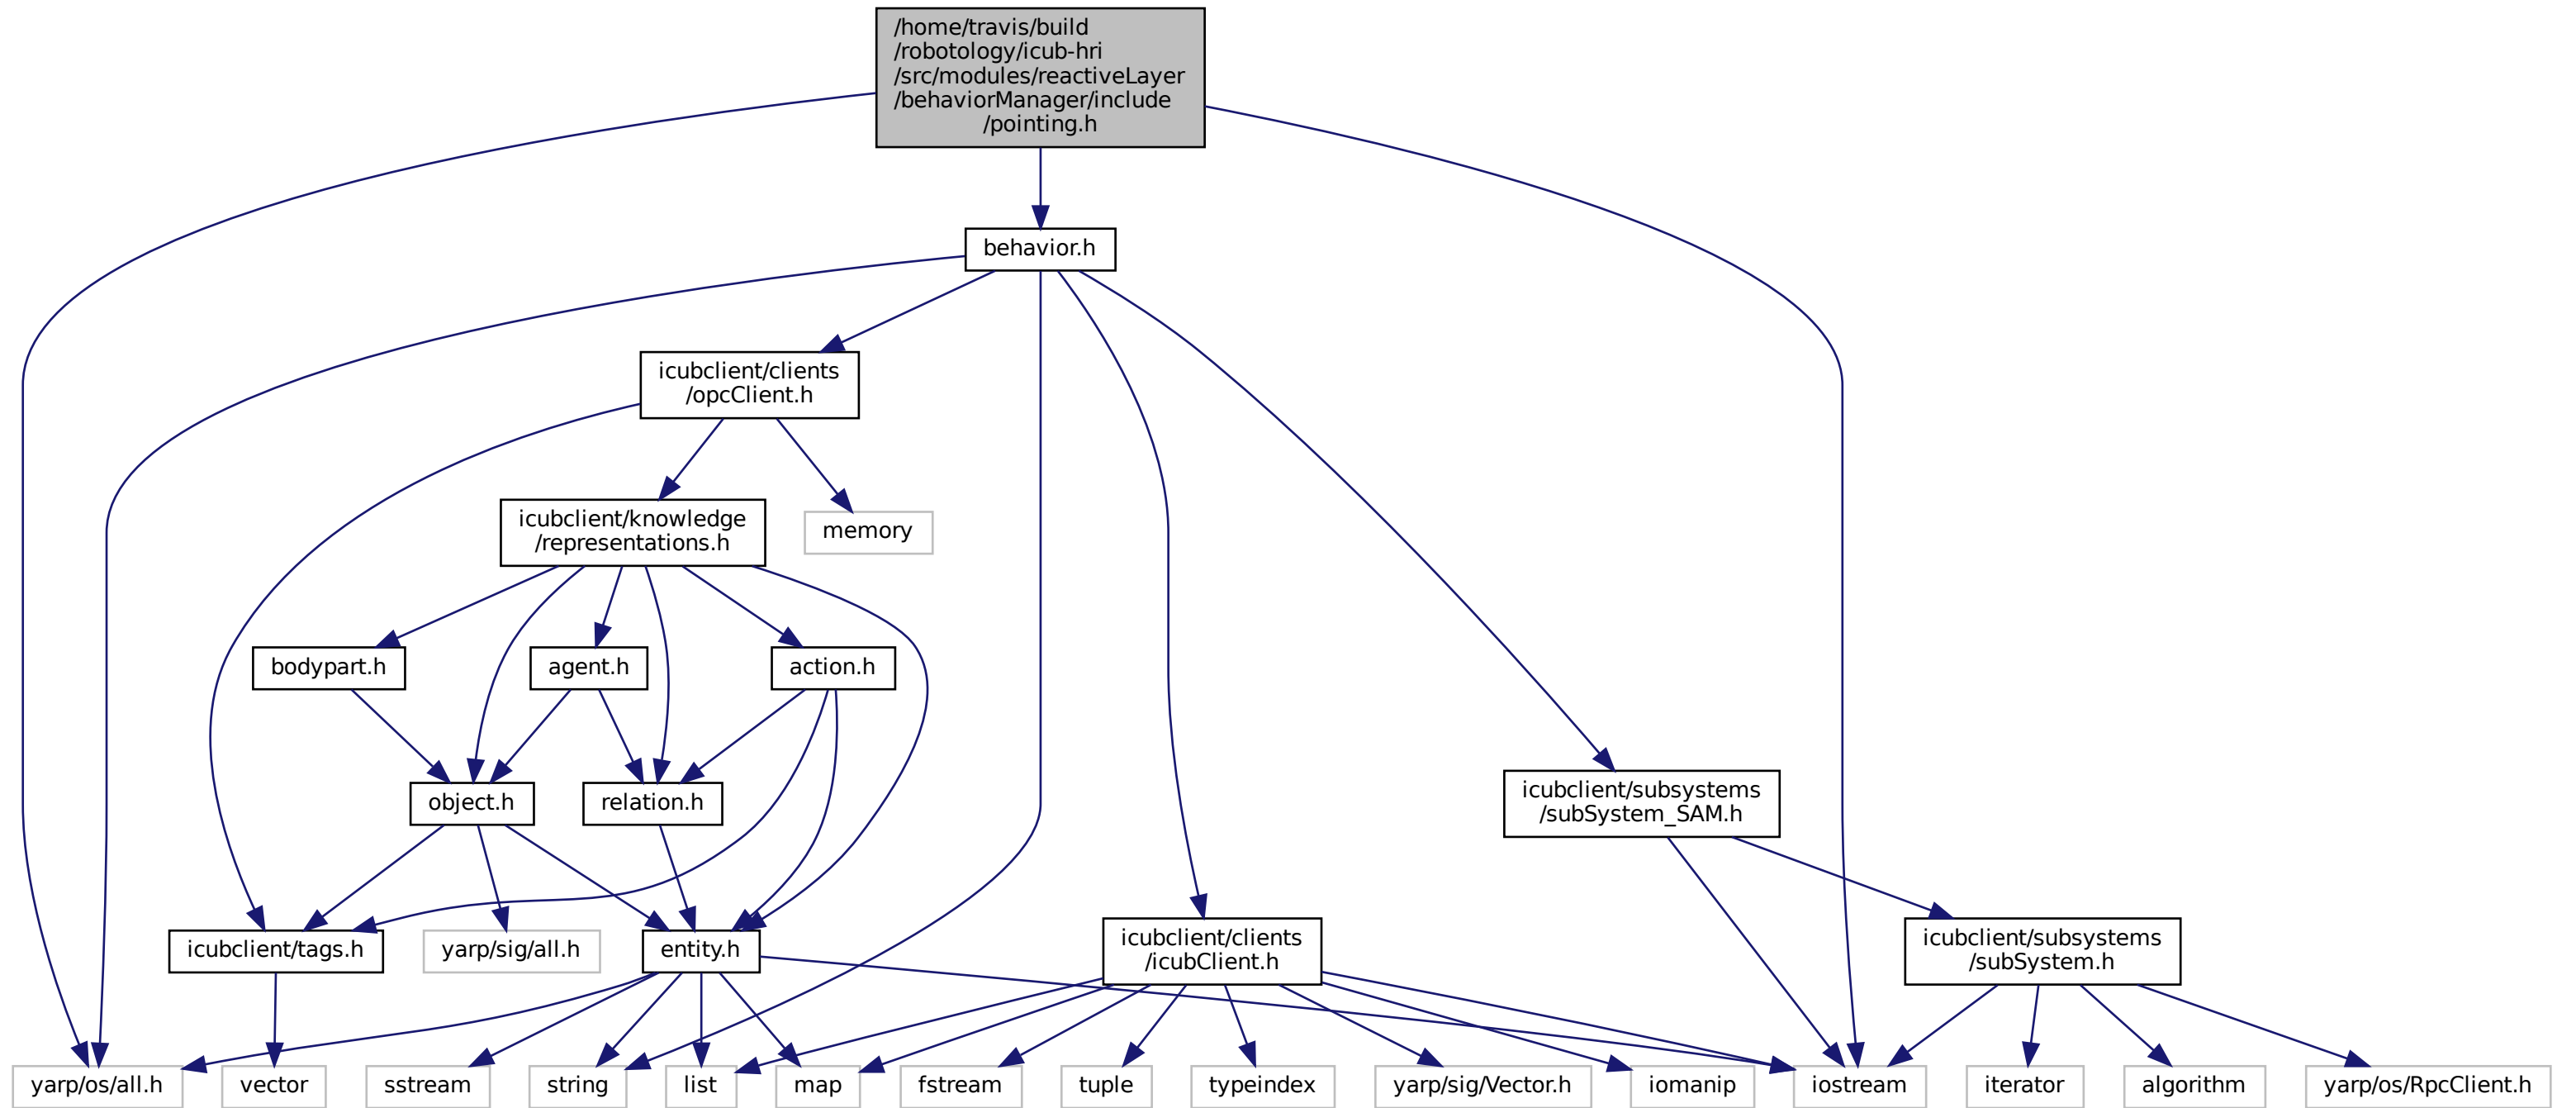 /home/travis/build
/robotology/icub-hri
/src/modules/reactiveLayer
/behaviorManager/include
/pointing.h
behavior.h
icubclient/clients
/opcClient.h
icubclient/knowledge
/representations.h
memory
bodypart.h
agent.h
action.h
object.h
relation.h
icubclient/subsystems
/subSystem_SAM.h
icubclient/tags.h
yarp/sig/all.h
entity.h
icubclient/clients
/icubClient.h
icubclient/subsystems
/subSystem.h
yarp/os/all.h
vector
sstream
string
list
map
fstream
tuple
typeindex
yarp/sig/Vector.h
iomanip
iostream
iterator
algorithm
yarp/os/RpcClient.h